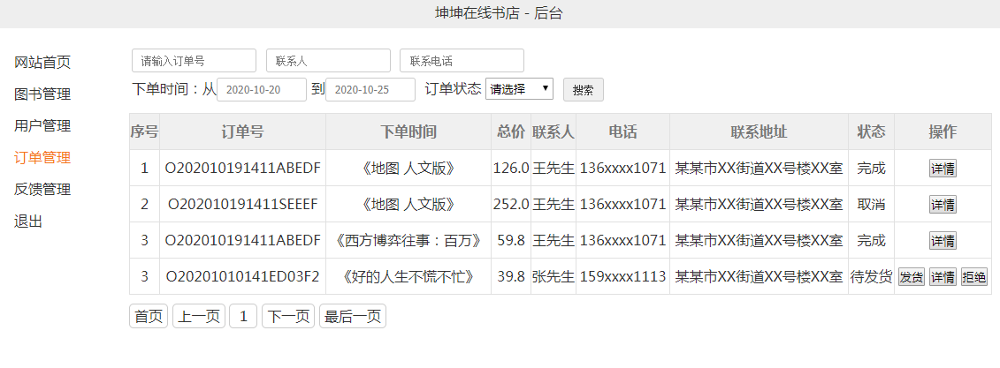 坤坤在线书店 - 后台
网站首页
图书管理
用户管理
订单管理
反馈管理
退出
请输入订单号 联系人 联系电话
下单时间：从 2020-10-20 到 2020-10-25 订单状态 请选择 搜索
序号 订单号 下单时间 总价 联系人 电话 联系地址 状态 操作
1 O202010191411ABEDF 《地图 人文版》 126.0 王先生 136xxxx1071 某某市XX街道XX号楼XX室 完成 详情
2 O202010191411SEEEF 《地图 人文版》 252.0 王先生 136xxxx1071 某某市XX街道XX号楼XX室 取消 详情
3 O202010191411ABEDF 《西方博弈往事：百万》 59.8 王先生 136xxxx1071 某某市XX街道XX号楼XX室 完成 详情
3 O20201010141ED03F2 《好的人生不慌不忙》 39.8 张先生 159xxxx1113 某某市XX街道XX号楼XX室 待发货 发货 详情 拒绝
首页 上一页 1 下一页 最后一页